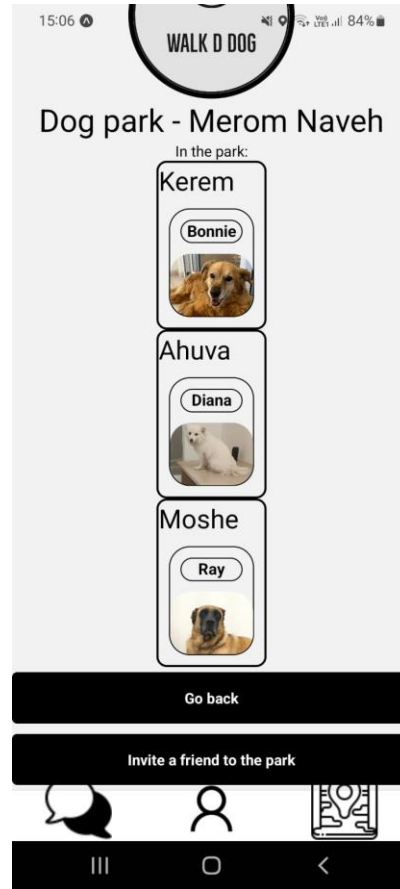 15:06 84%
WALK D DOG
Dog park - Merom Naveh
In the park:
Kerem
Bonnie
Ahuva
Diana
Moshe
Ray
Go back
Invite a friend to the park